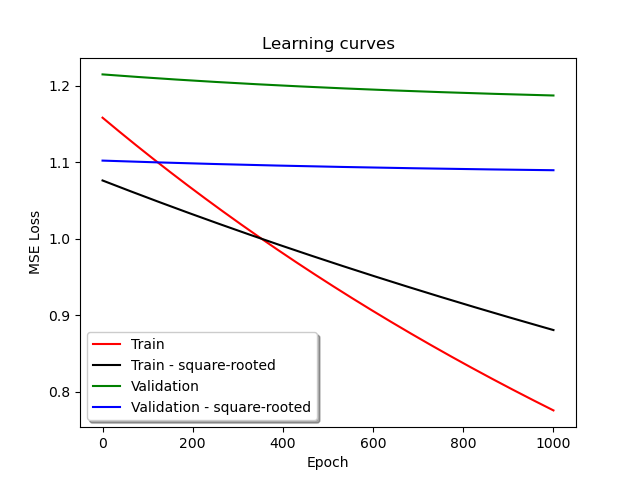 Learning curves
MSE Loss
1.2
1.1
1.0
0.9
0.8
Train
Train - square-rooted
Validation
Validation - square-rooted
0 200 400 600 800 1000
Epoch